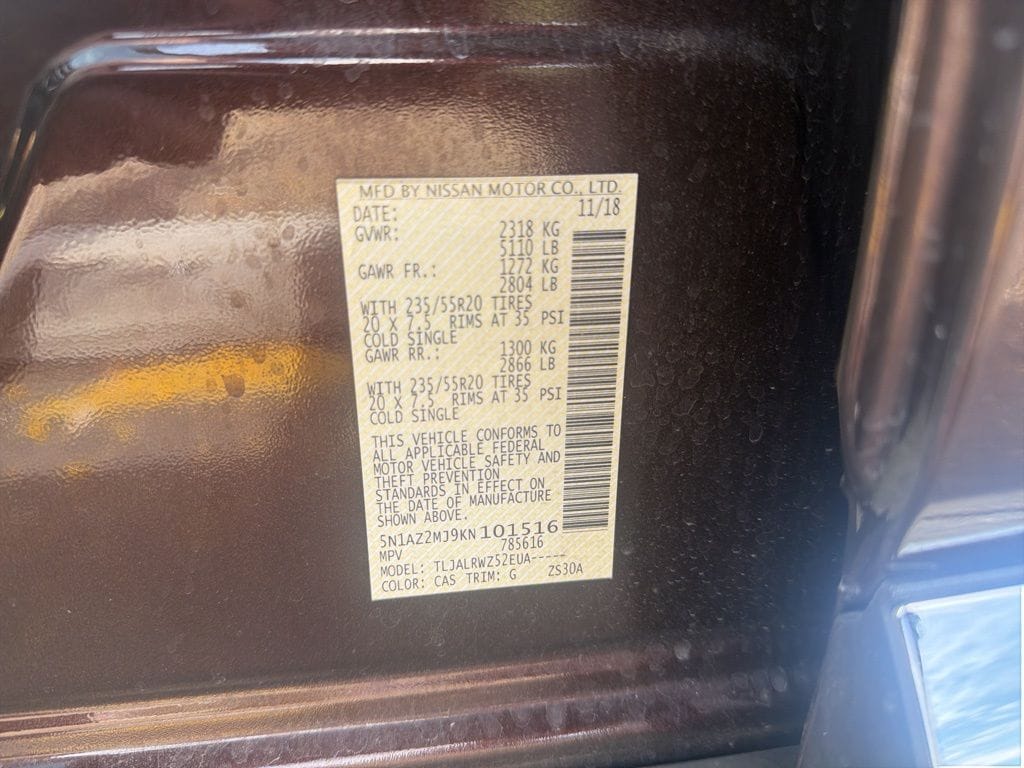 MFD BY NISSAN MOTOR CO., LTD.
DATE: 11/18
GVWR: 2318 KG
5110 LB
GAWR FR.: 1272 KG
2804 LB
WITH 235/55R20 TIRES
20 X 7.5 RIMS AT 35 PSI
COLD SINGLE
GAWR RR.: 1300 KG
2866 LB
WITH 235/55R20 TIRES
20 X 7.5 RIMS AT 35 PSI
COLD SINGLE
THIS VEHICLE CONFORMS TO
ALL APPLICABLE FEDERAL
MOTOR VEHICLE SAFETY AND
THEFT PREVENTION
STANDARDS IN EFFECT ON
THE DATE OF MANUFACTURE
SHOWN ABOVE.
5N1AZ2MJ9KN101516
MPV 785616
MODEL: TLJALRWZ52EUA-----
COLOR: CAS TRIM: G ZS30A